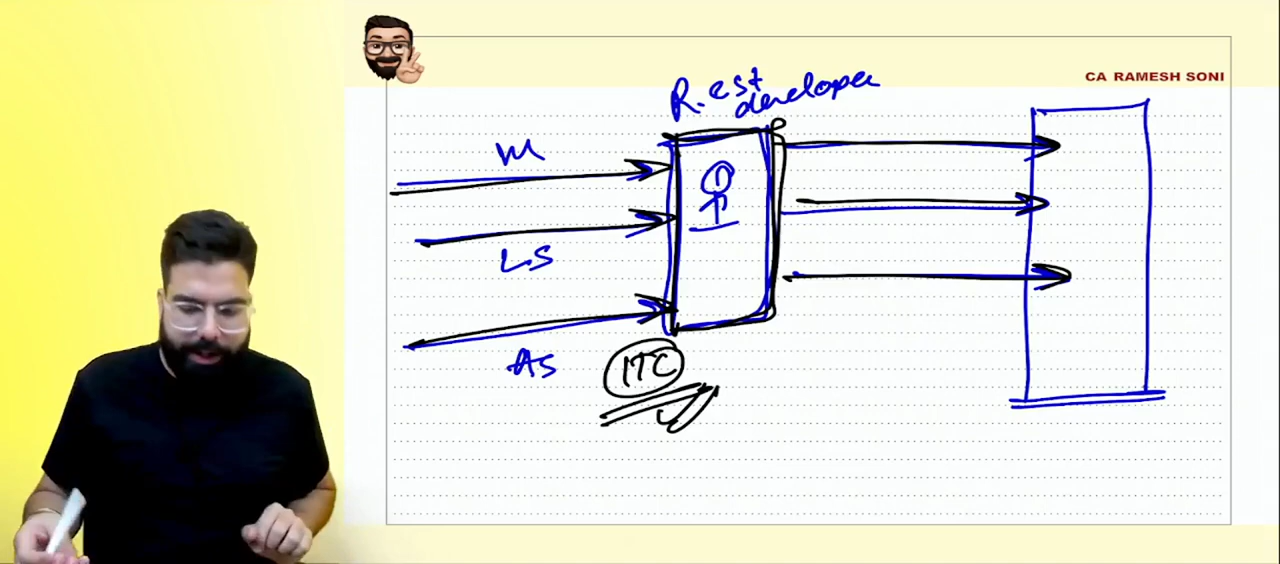 CA RAMESH SONI
R. est
developer
M
LS
AS
ITC